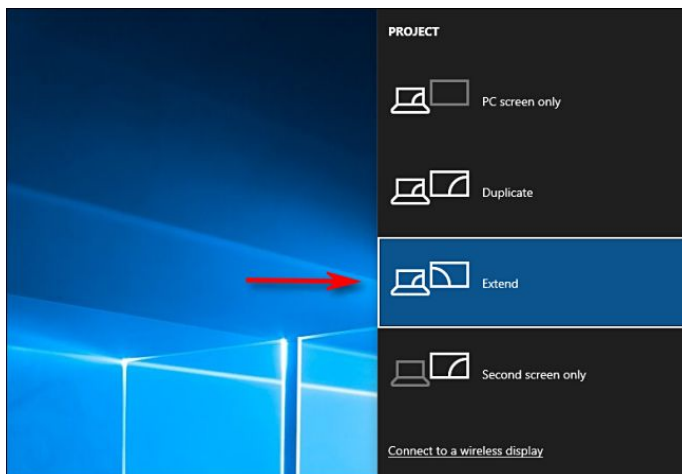 PROJECT
PC screen only
Duplicate
Extend
Second screen only
Connect to a wireless display